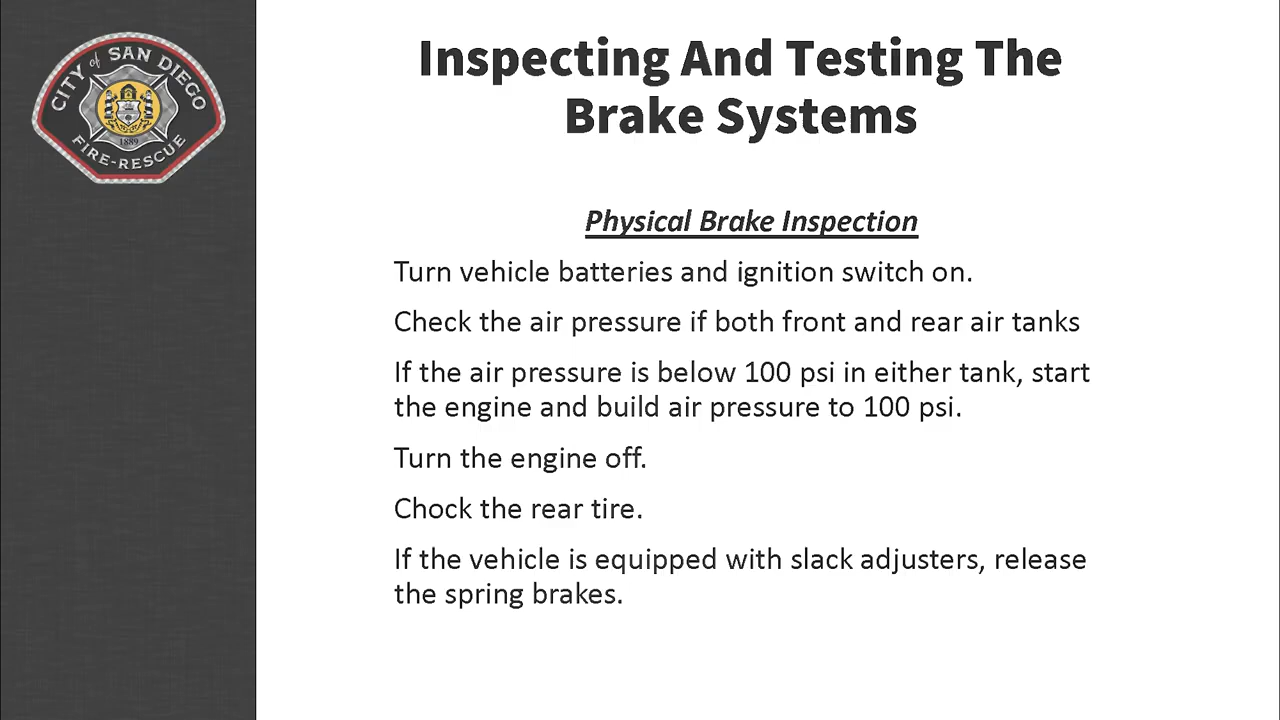 CITY of SAN DIEGO
1889
FIRE-RESCUE
Inspecting And Testing The
Brake Systems
Physical Brake Inspection
Turn vehicle batteries and ignition switch on.
Check the air pressure if both front and rear air tanks
If the air pressure is below 100 psi in either tank, start
the engine and build air pressure to 100 psi.
Turn the engine off.
Chock the rear tire.
If the vehicle is equipped with slack adjusters, release
the spring brakes.